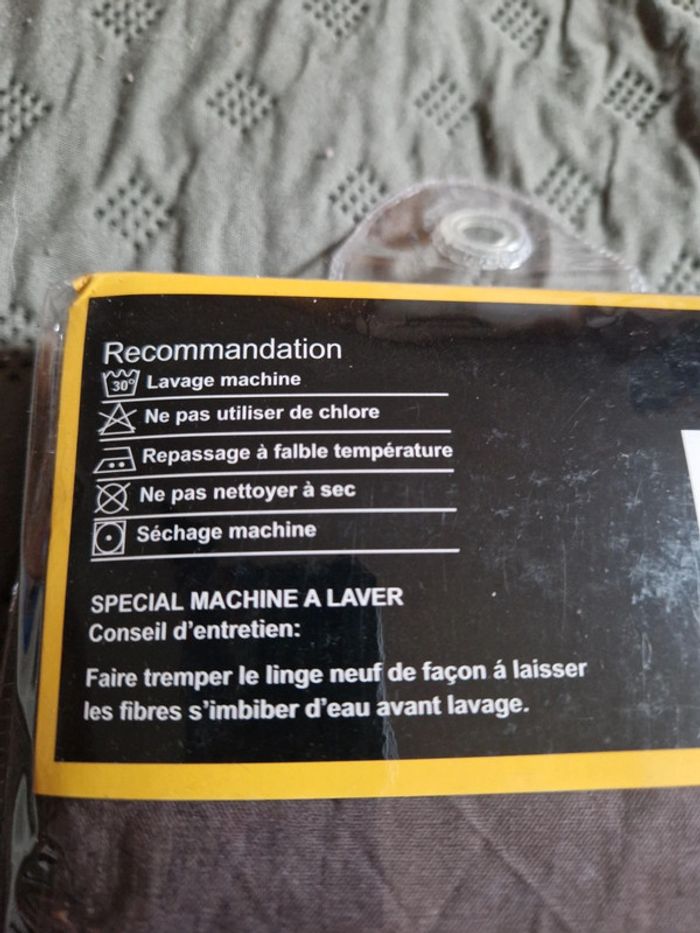 Recommandation
30° Lavage machine
Ne pas utiliser de chlore
Repassage à falble température
Ne pas nettoyer à sec
Séchage machine
SPECIAL MACHINE A LAVER
Conseil d'entretien:
Faire tremper le linge neuf de façon á laisser
les fibres s'imbiber d'eau avant lavage.